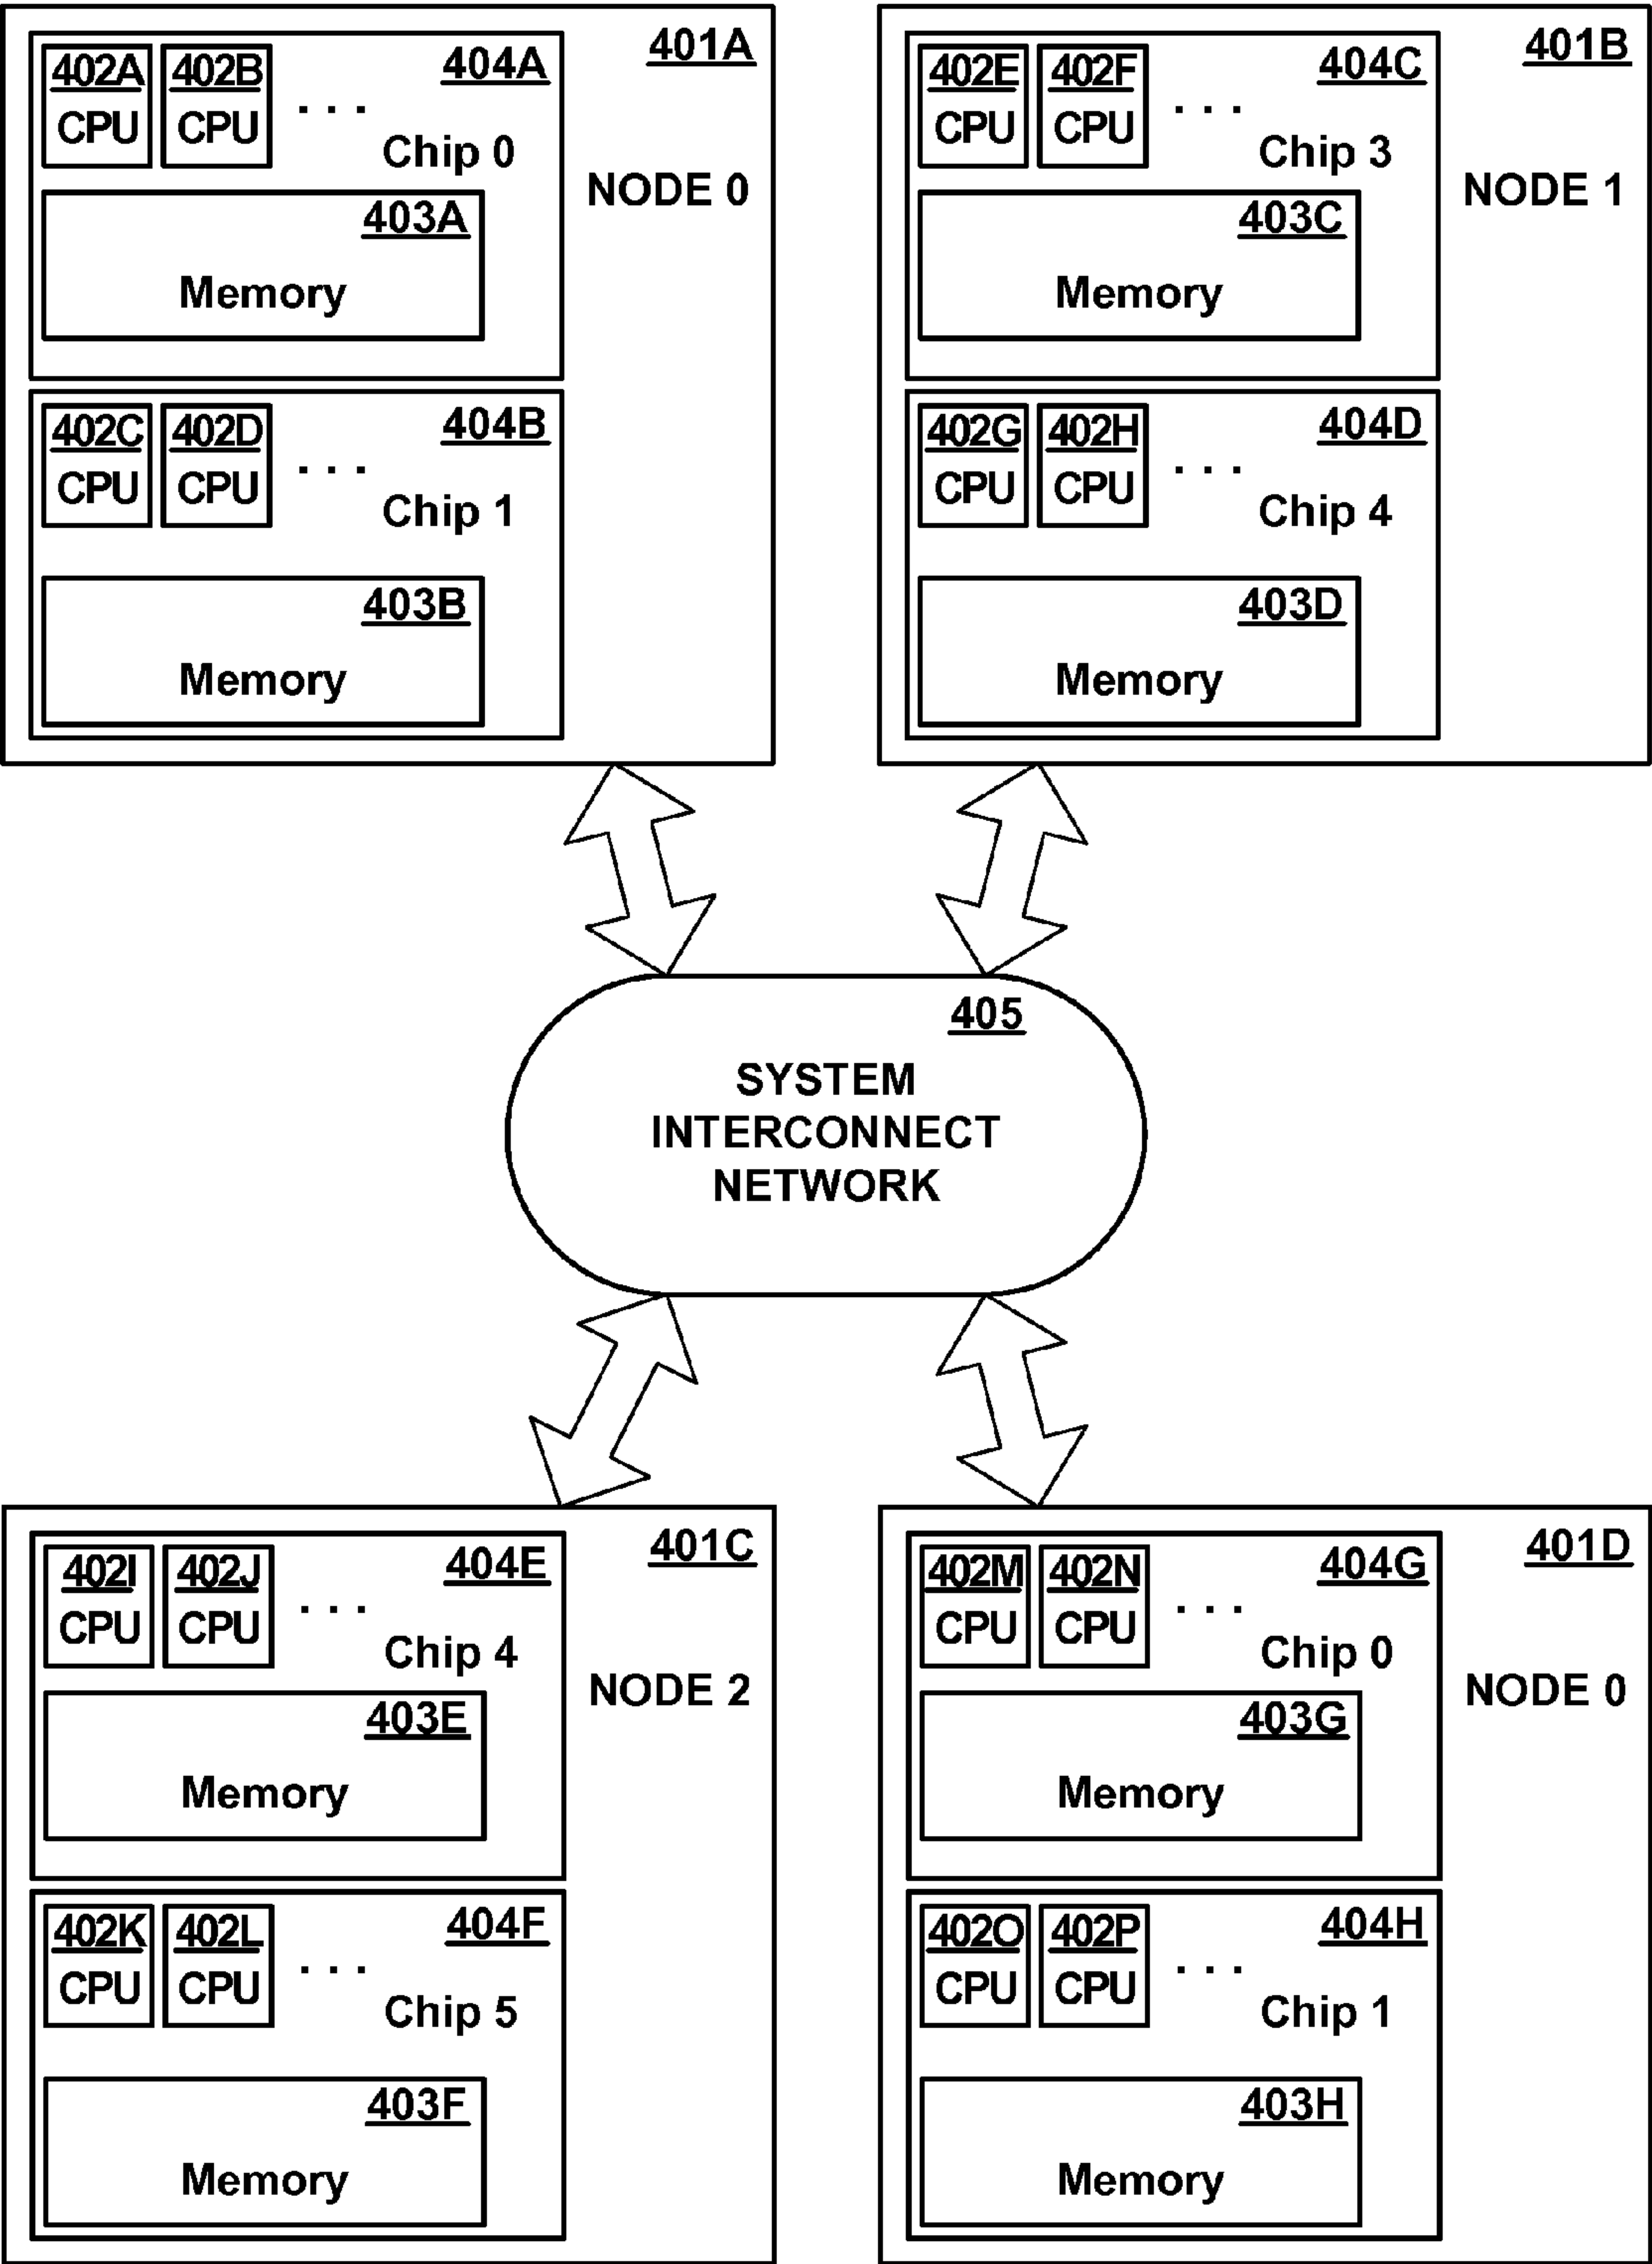 401A
402A 402B 404A
CPU CPU . . .
Chip 0
NODE 0
403A
Memory
402C 402D 404B
CPU CPU . . .
Chip 1
403B
Memory
401B
402E 402F 404C
CPU CPU . . .
Chip 3
NODE 1
403C
Memory
402G 402H 404D
CPU CPU . . .
Chip 4
403D
Memory
405
SYSTEM
INTERCONNECT
NETWORK
401C
402I 402J 404E
CPU CPU . . .
Chip 4
NODE 2
403E
Memory
402K 402L 404F
CPU CPU . . .
Chip 5
403F
Memory
401D
402M 402N 404G
CPU CPU . . .
Chip 0
NODE 0
403G
Memory
402O 402P 404H
CPU CPU . . .
Chip 1
403H
Memory